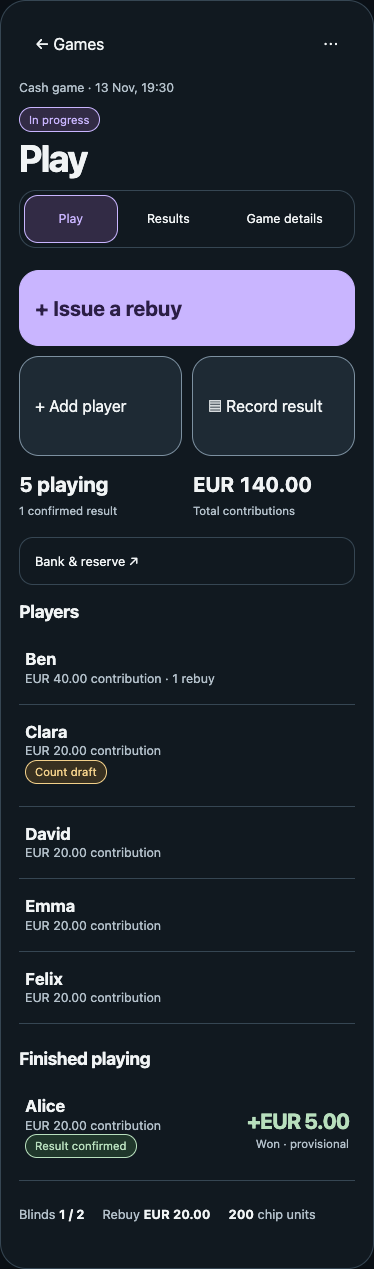 ← Games ...
Cash game · 13 Nov, 19:30
In progress
Play
Play Results Game details
+ Issue a rebuy
+ Add player
Record result
5 playing
1 confirmed result
EUR 140.00
Total contributions
Bank & reserve ↗
Players
Ben
EUR 40.00 contribution · 1 rebuy
Clara
EUR 20.00 contribution
Count draft
David
EUR 20.00 contribution
Emma
EUR 20.00 contribution
Felix
EUR 20.00 contribution
Finished playing
Alice
EUR 20.00 contribution
Result confirmed
+EUR 5.00
Won · provisional
Blinds 1 / 2 Rebuy EUR 20.00 200 chip units